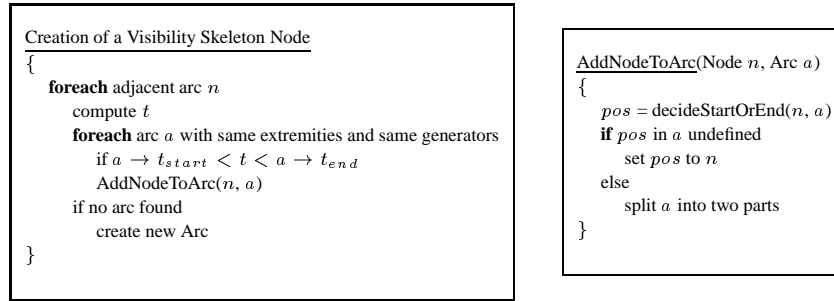 Creation of a Visibility Skeleton Node
{
foreach adjacent arc n
compute t
foreach arc a with same extremities and same generators
if a → t_start < t < a → t_end
AddNodeToArc(n, a)
if no arc found
create new Arc
}
AddNodeToArc(Node n, Arc a)
{
pos = decideStartOrEnd(n, a)
if pos in a undefined
set pos to n
else
split a into two parts
}